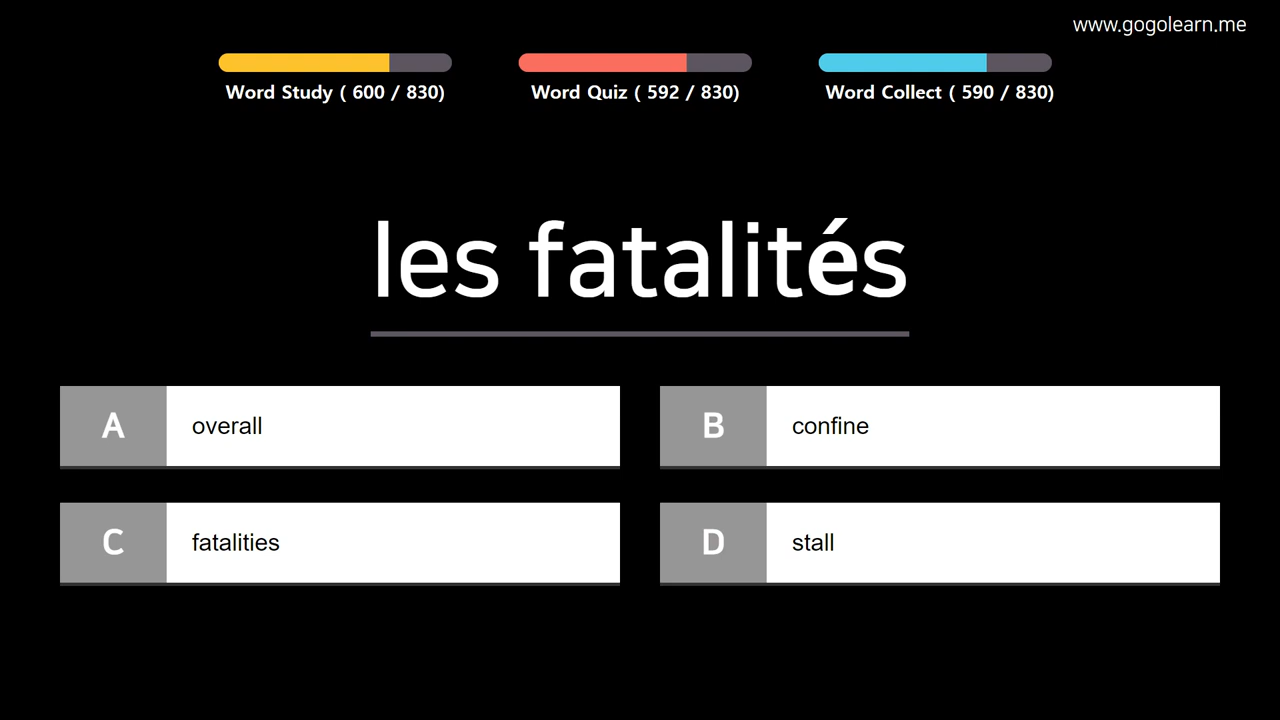 www.gogolearn.me
Word Study ( 600 / 830)
Word Quiz ( 592 / 830)
Word Collect ( 590 / 830)
les fatalités
A overall
B confine
C fatalities
D stall